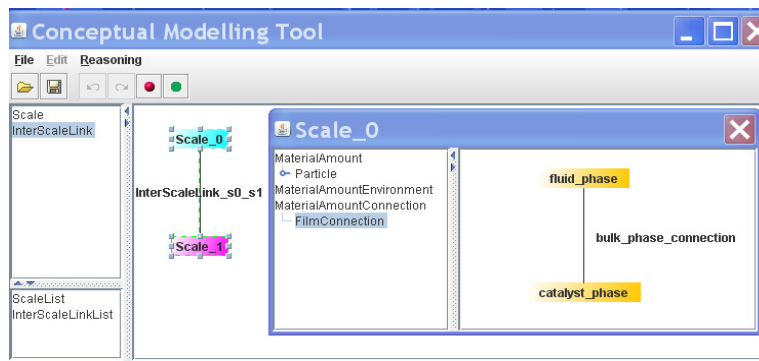 Conceptual Modelling Tool
File Edit Reasoning
Scale
InterScaleLink
ScaleList
InterScaleLinkList
Scale_0
InterScaleLink_s0_s1
Scale_1
Scale_0
MaterialAmount
Particle
MaterialAmountEnvironment
MaterialAmountConnection
FilmConnection
fluid_phase
bulk_phase_connection
catalyst_phase